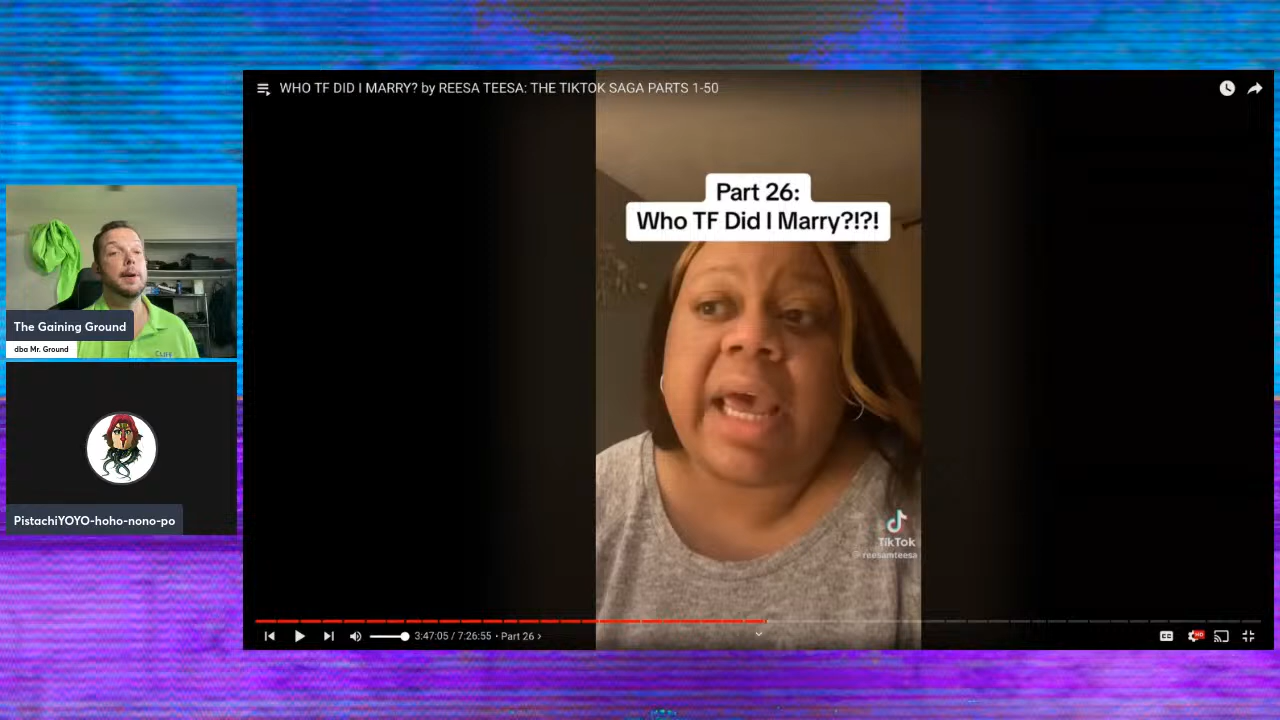 WHO TF DID I MARRY? by REESA TEESA: THE TIKTOK SAGA PARTS 1-50
Part 26:
Who TF Did I Marry?!?!
The Gaining Ground
dba Mr. Ground
PistachiYOYO-hoho-nono-po
TikTok
reesamteesa
3:47:05 / 7:26:55 • Part 26 ›
CC
HD